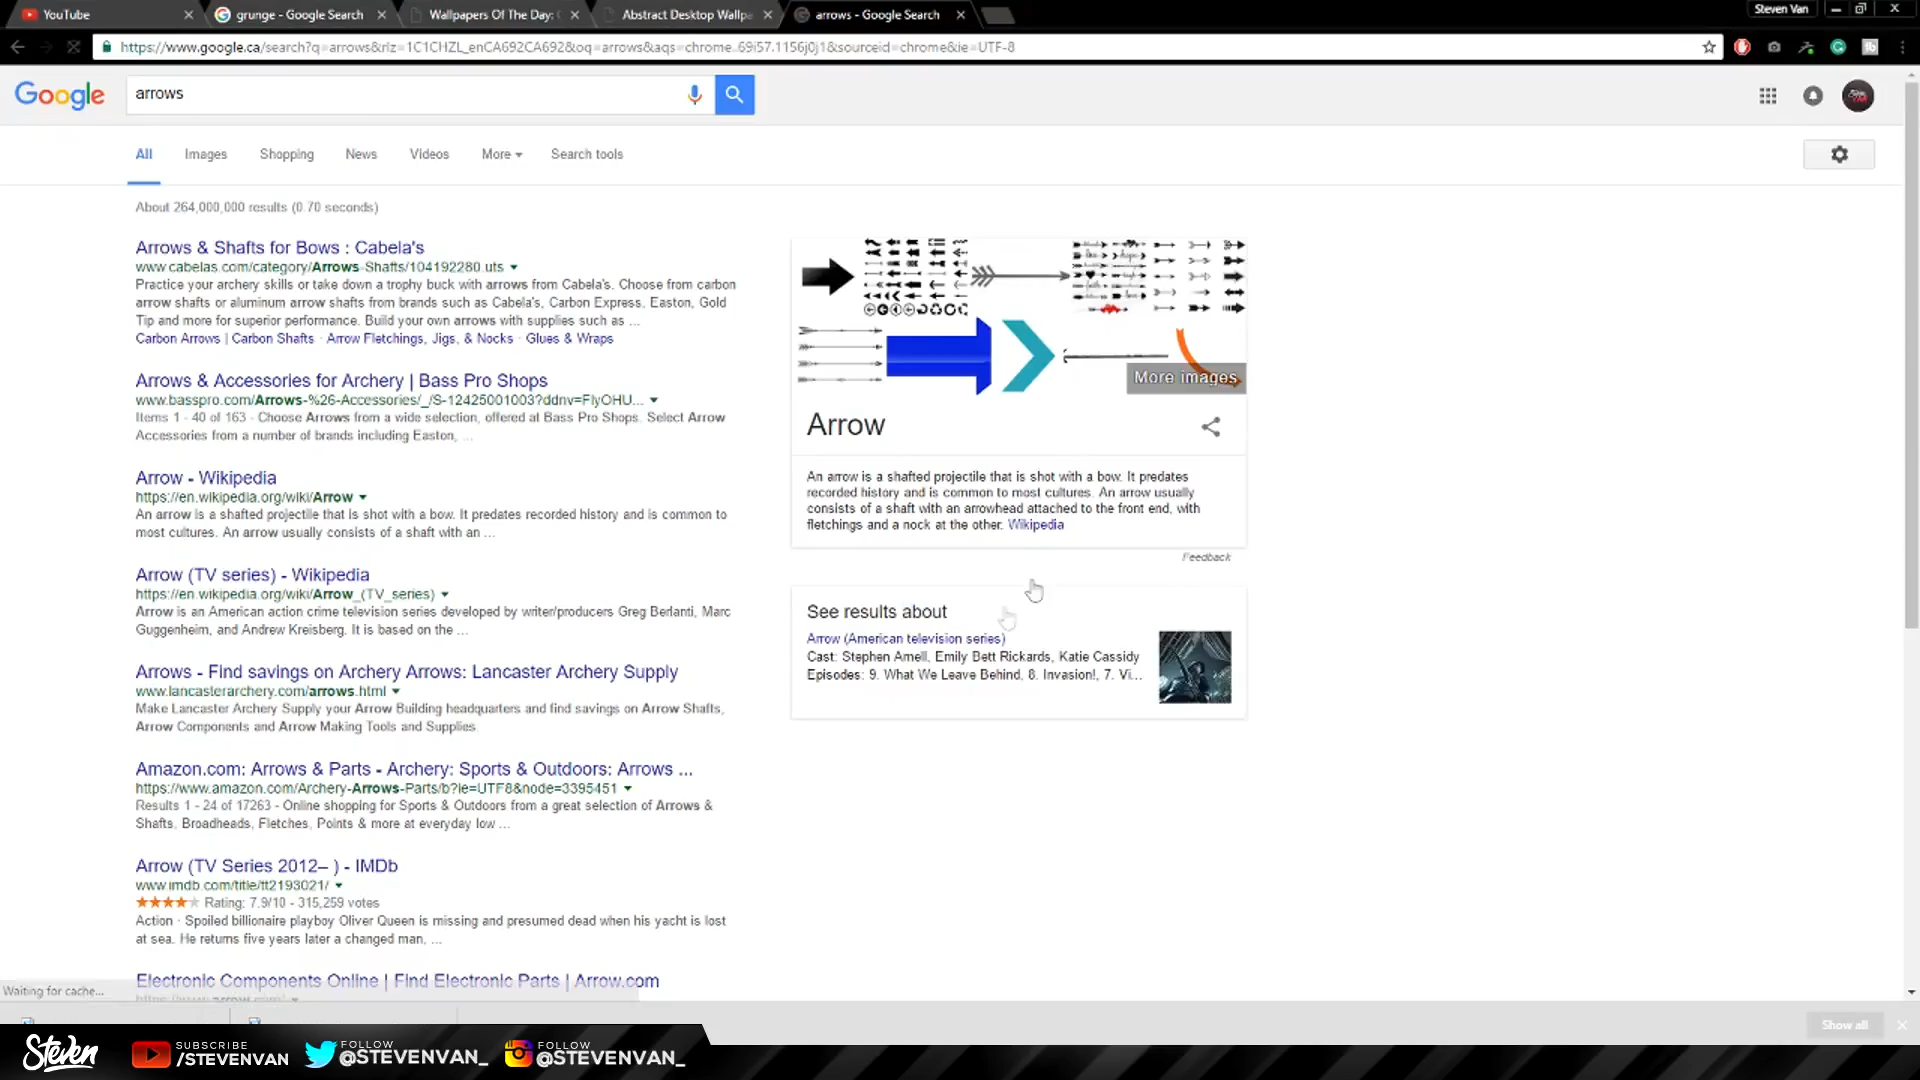 YouTube
grunge - Google Search
Wallpapers Of The Day:
Abstract Desktop Wallpa
arrows - Google Search
Steven Van
https://www.google.ca/search?q=arrows&rlz=1C1CHZL_enCA692CA692&oq=arrows&aqs=chrome..69i57.1156j0j1&sourceid=chrome&ie=UTF-8
Google
arrows
All
Images
Shopping
News
Videos
More
Search tools
About 264,000,000 results (0.70 seconds)
Arrows & Shafts for Bows : Cabela's
www.cabelas.com/category/Arrows-Shafts/104192280.uts
Practice your archery skills or take down a trophy buck with arrows from Cabela's. Choose from carbon
arrow shafts or aluminum arrow shafts from brands such as Cabela's, Carbon Express, Easton, Gold
Tip and more for superior performance. Build your own arrows with supplies such as ...
Carbon Arrows | Carbon Shafts · Arrow Fletchings, Jigs, & Nocks · Glues & Wraps
Arrows & Accessories for Archery | Bass Pro Shops
www.basspro.com/Arrows-%26-Accessories/_/S-12425001003?ddnv=FlyOHU...
Items 1 - 40 of 163 - Choose Arrows from a wide selection, offered at Bass Pro Shops. Select Arrow
Accessories from a number of brands including Easton, ...
Arrow - Wikipedia
https://en.wikipedia.org/wiki/Arrow
An arrow is a shafted projectile that is shot with a bow. It predates recorded history and is common to
most cultures. An arrow usually consists of a shaft with an ...
Arrow (TV series) - Wikipedia
https://en.wikipedia.org/wiki/Arrow_(TV_series)
Arrow is an American action crime television series developed by writer/producers Greg Berlanti, Marc
Guggenheim, and Andrew Kreisberg. It is based on the ...
Arrows - Find savings on Archery Arrows: Lancaster Archery Supply
www.lancasterarchery.com/arrows.html
Make Lancaster Archery Supply your Arrow Building headquarters and find savings on Arrow Shafts,
Arrow Components and Arrow Making Tools and Supplies.
Amazon.com: Arrows & Parts - Archery: Sports & Outdoors: Arrows ...
https://www.amazon.com/Archery-Arrows-Parts/b?ie=UTF8&node=3395451
Results 1 - 24 of 17263 - Online shopping for Sports & Outdoors from a great selection of Arrows &
Shafts, Broadheads, Fletches, Points & more at everyday low ...
Arrow (TV Series 2012– ) - IMDb
www.imdb.com/title/tt2193021/
Rating: 7.9/10 - 315,259 votes
Action · Spoiled billionaire playboy Oliver Queen is missing and presumed dead when his yacht is lost
at sea. He returns five years later a changed man, ...
Electronic Components Online | Find Electronic Parts | Arrow.com
More images
Arrow
An arrow is a shafted projectile that is shot with a bow. It predates
recorded history and is common to most cultures. An arrow usually
consists of a shaft with an arrowhead attached to the front end, with
fletchings and a nock at the other. Wikipedia
Feedback
See results about
Arrow (American television series)
Cast: Stephen Amell, Emily Bett Rickards, Katie Cassidy
Episodes: 9. What We Leave Behind, 8. Invasion!, 7. Vi...
Waiting for cache...
Show all
Steven
SUBSCRIBE
/STEVENVAN
FOLLOW
@STEVENVAN_
FOLLOW
@STEVENVAN_